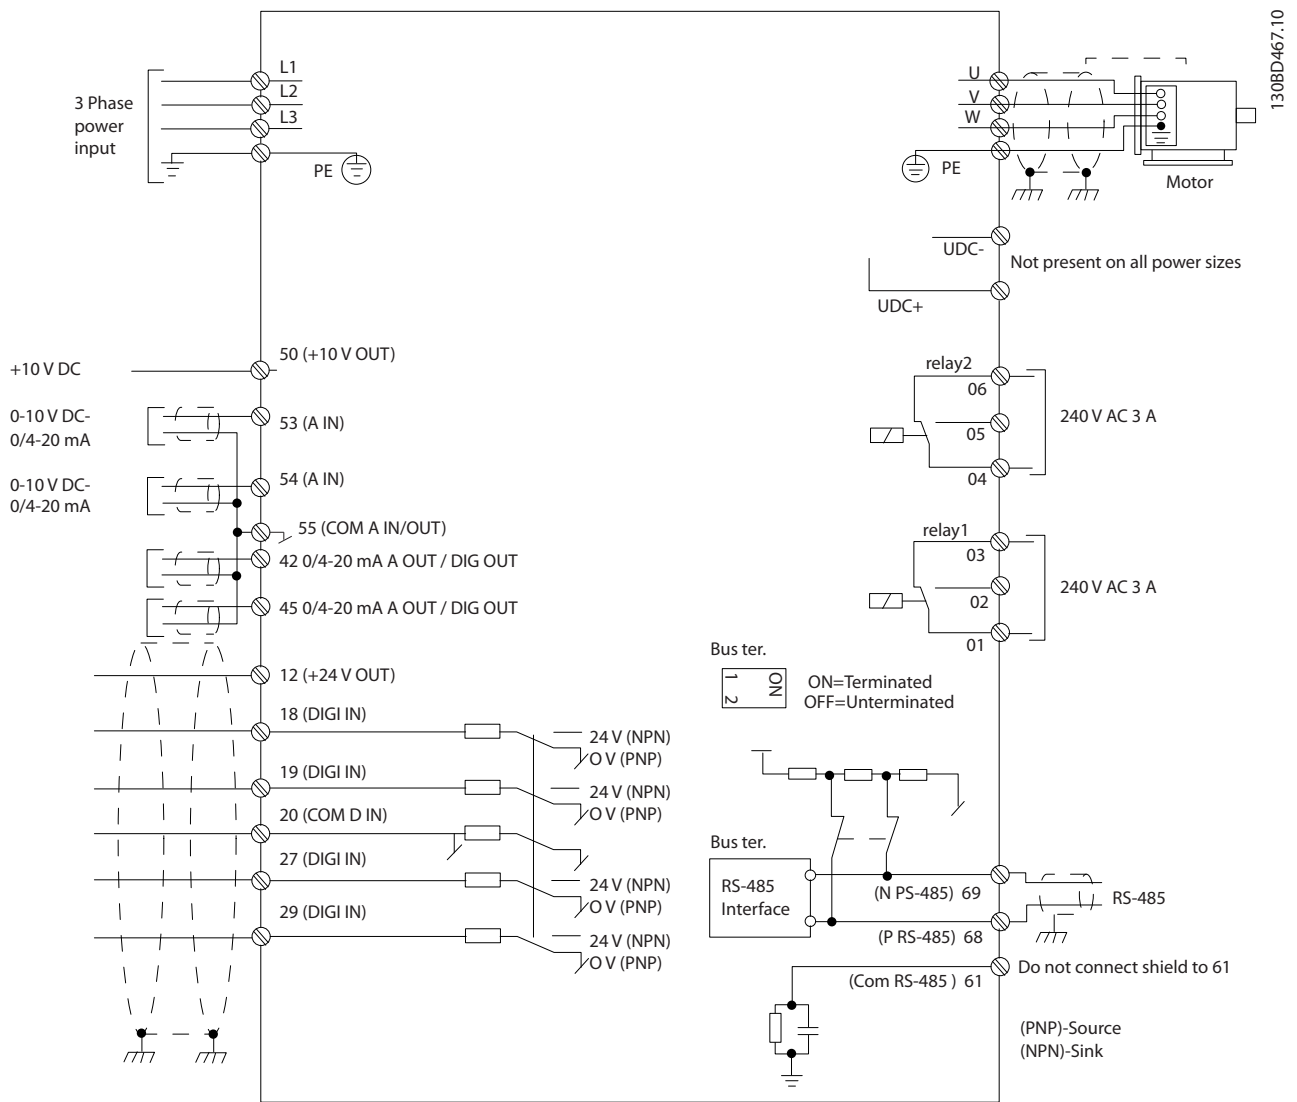 130BD467.10
3 Phase
power
input
L1
L2
L3
PE
U
V
W
PE
Motor
UDC-
Not present on all power sizes
UDC+
+10 V DC
50 (+10 V OUT)
0-10 V DC-
0/4-20 mA
53 (A IN)
0-10 V DC-
0/4-20 mA
54 (A IN)
55 (COM A IN/OUT)
42 0/4-20 mA A OUT / DIG OUT
45 0/4-20 mA A OUT / DIG OUT
12 (+24 V OUT)
18 (DIGI IN)
24 V (NPN)
O V (PNP)
19 (DIGI IN)
24 V (NPN)
O V (PNP)
20 (COM D IN)
27 (DIGI IN)
24 V (NPN)
O V (PNP)
29 (DIGI IN)
24 V (NPN)
O V (PNP)
relay2
06
05
04
240 V AC 3 A
relay1
03
02
01
240 V AC 3 A
Bus ter.
1
2
ON
ON=Terminated
OFF=Unterminated
Bus ter.
RS-485
Interface
(N PS-485) 69
RS-485
(P RS-485) 68
(Com RS-485 ) 61
Do not connect shield to 61
(PNP)-Source
(NPN)-Sink